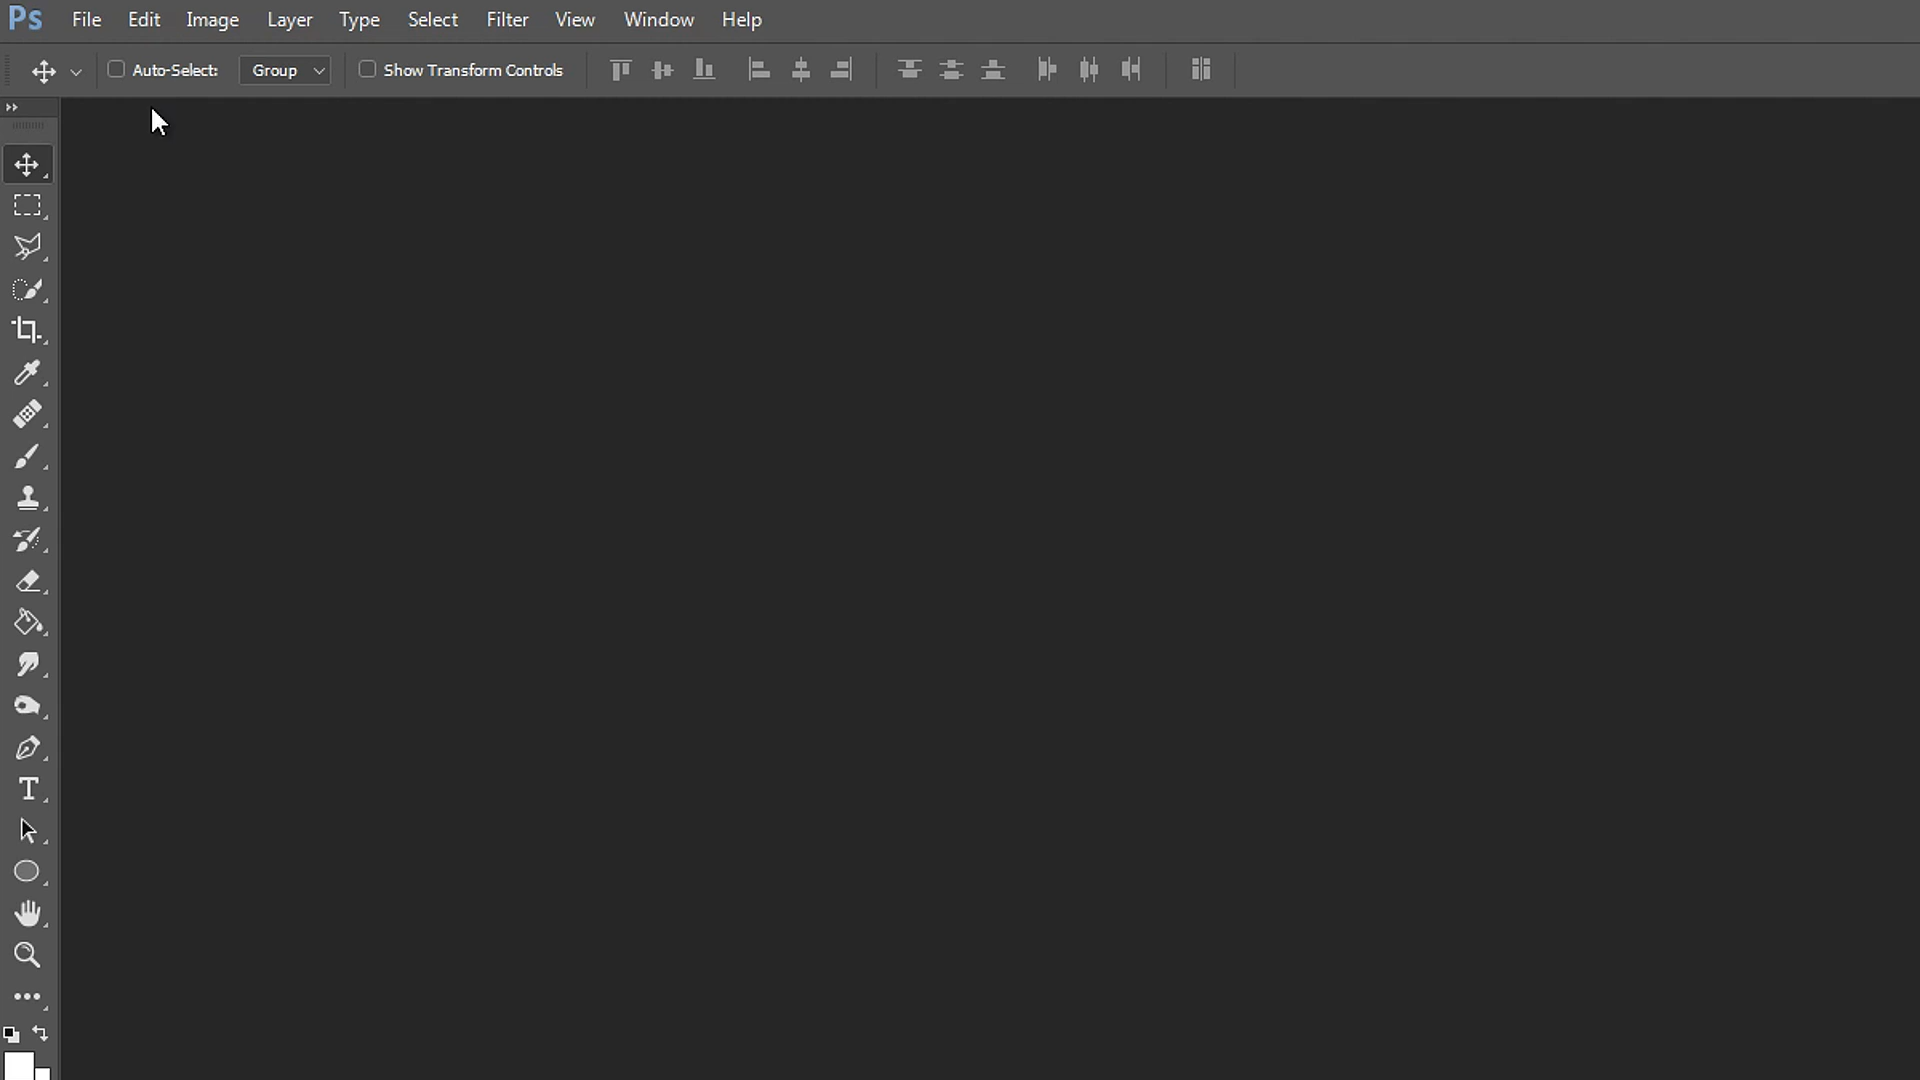 Ps File Edit Image Layer Type Select Filter View Window Help
Auto-Select: Group Show Transform Controls
T